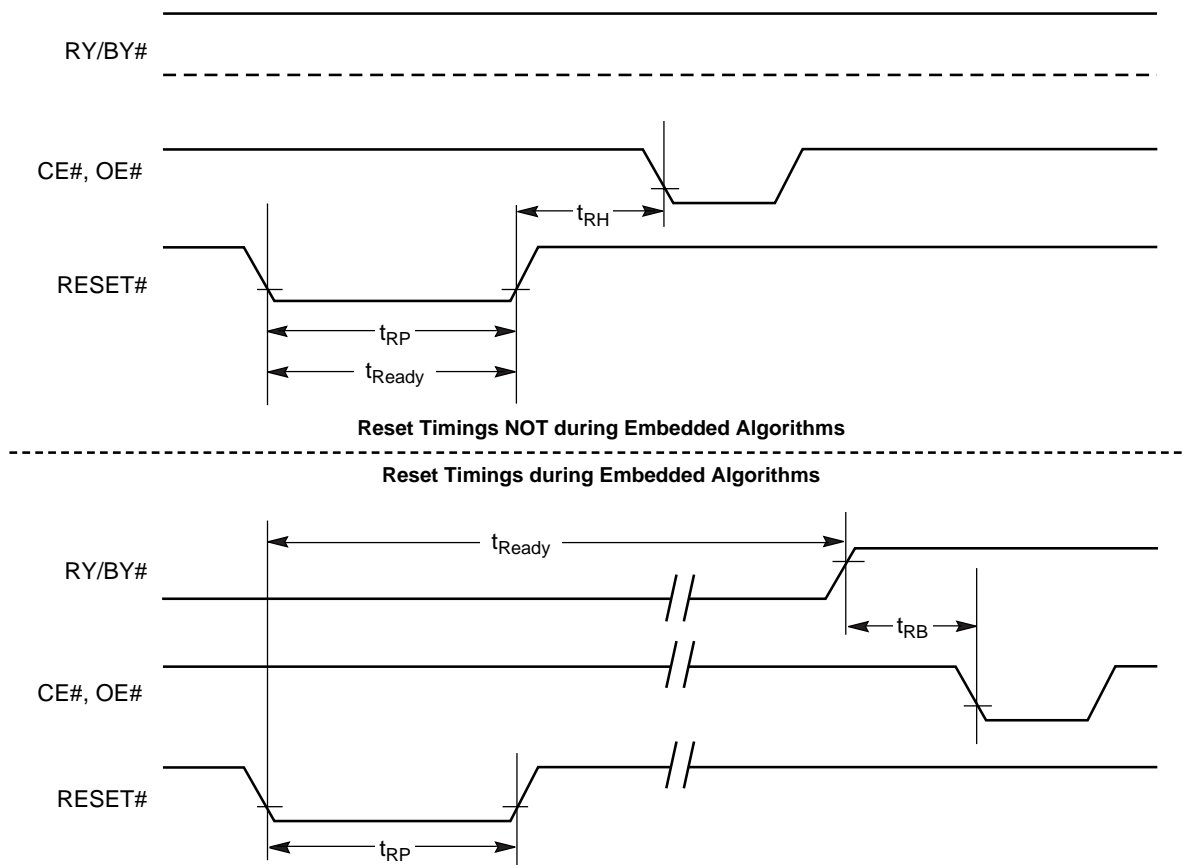 RY/BY#
CE#, OE#
tRH
RESET#
tRP
tReady
Reset Timings NOT during Embedded Algorithms
Reset Timings during Embedded Algorithms
tReady
RY/BY#
tRB
CE#, OE#
RESET#
tRP